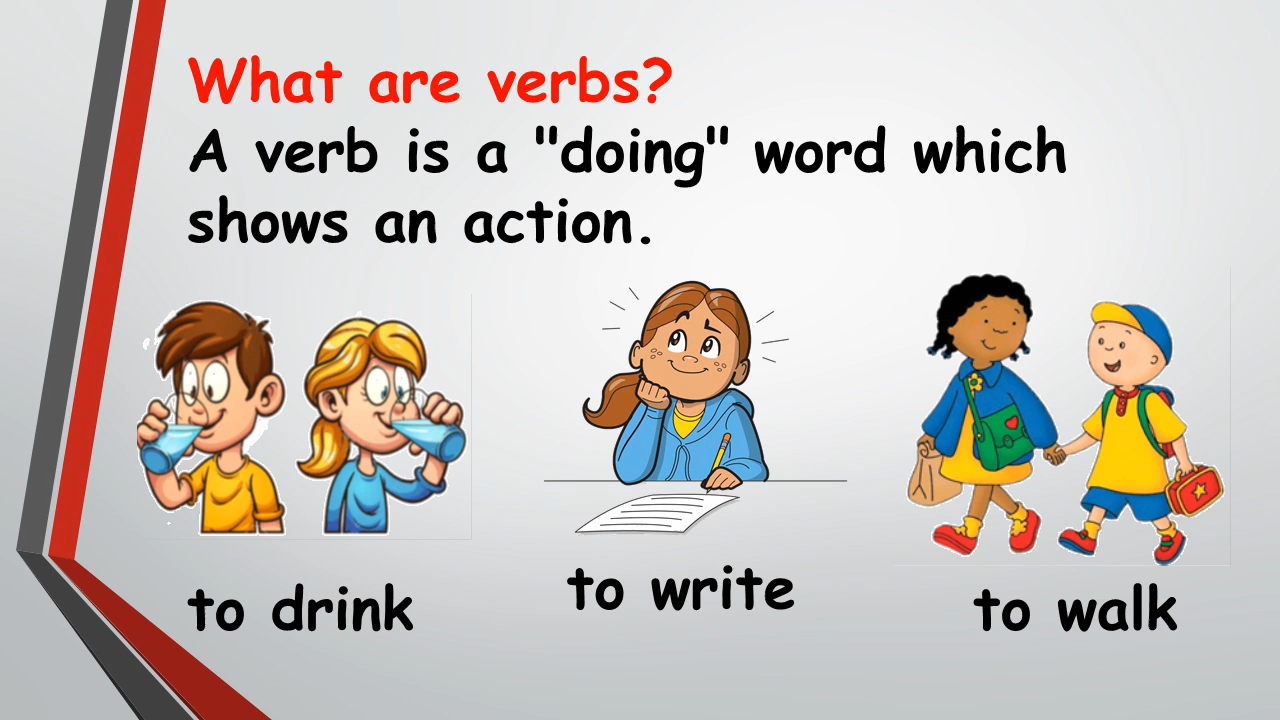 What are verbs?
A verb is a "doing" word which
shows an action.
to drink
to write
to walk